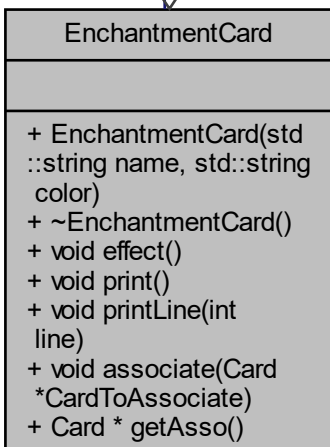 EnchantmentCard
+ EnchantmentCard(std
::string name, std::string
color)
+ ~EnchantmentCard()
+ void effect()
+ void print()
+ void printLine(int
line)
+ void associate(Card
*CardToAssociate)
+ Card * getAsso()